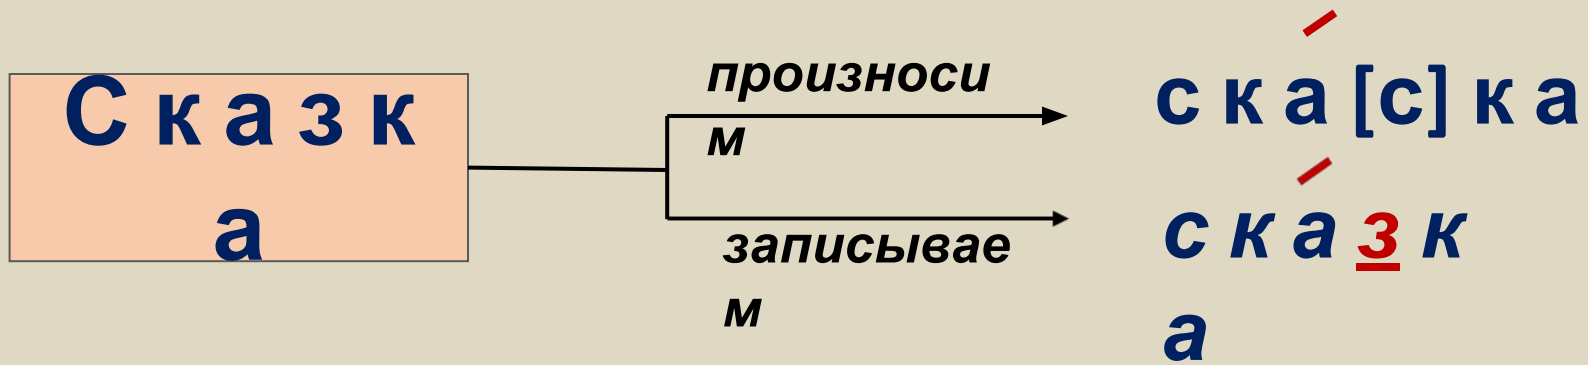 С к а з к
а
произноси
м
с к а [с] к а
записывае
м
с к а з к
а